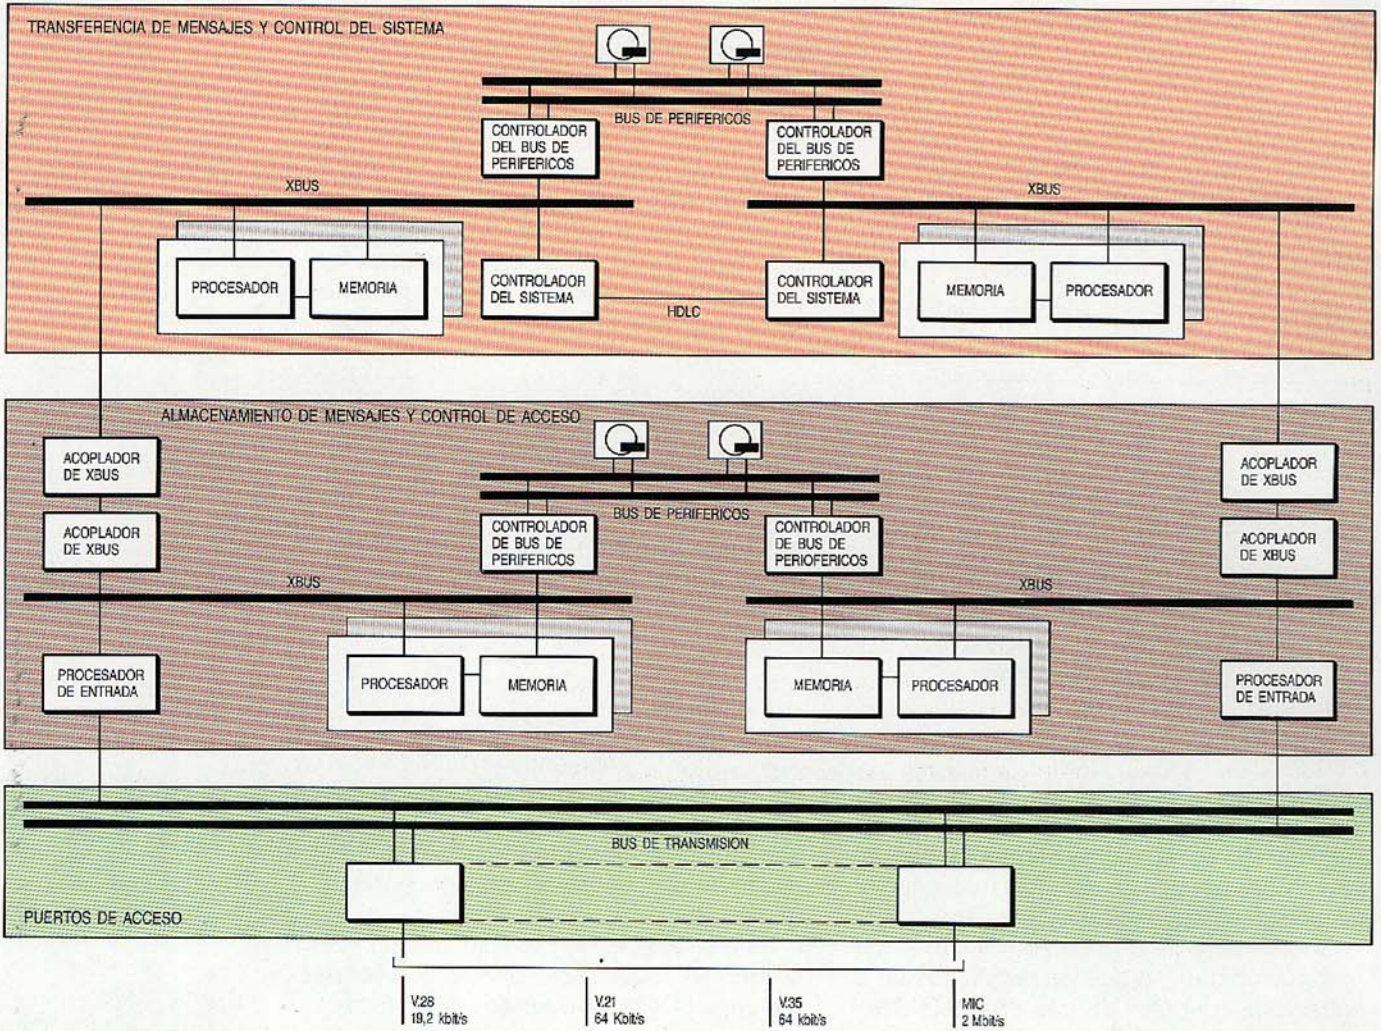 TRANSFERENCIA DE MENSAJES Y CONTROL DEL SISTEMA
BUS DE PERIFERICOS
CONTROLADOR
DEL BUS DE
PERIFERICOS
CONTROLADOR
DEL BUS DE
PERIFERICOS
XBUS
XBUS
PROCESADOR
MEMORIA
CONTROLADOR
DEL SISTEMA
HDLC
CONTROLADOR
DEL SISTEMA
MEMORIA
PROCESADOR
ALMACENAMIENTO DE MENSAJES Y CONTROL DE ACCESO
ACOPLADOR
DE XBUS
ACOPLADOR
DE XBUS
BUS DE PERIFERICOS
CONTROLADOR
DE BUS DE
PERIFERICOS
CONTROLADOR
DE BUS DE
PERIOFERICOS
ACOPLADOR
DE XBUS
ACOPLADOR
DE XBUS
XBUS
XBUS
PROCESADOR
DE ENTRADA
PROCESADOR
MEMORIA
MEMORIA
PROCESADOR
PROCESADOR
DE ENTRADA
BUS DE TRANSMISION
PUERTOS DE ACCESO
V.28
19,2 kbit/s
V.21
64 Kbit/s
V.35
64 kbit/s
MIC
2 Mbit/s